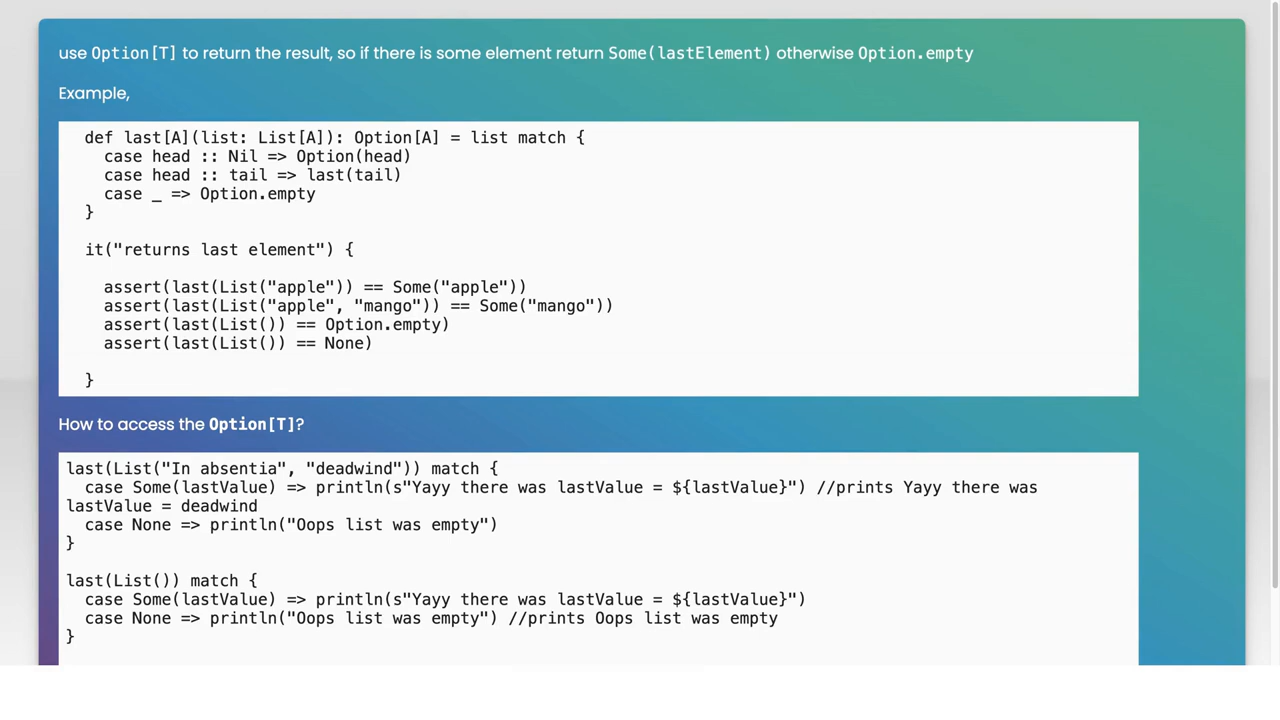 use Option[T] to return the result, so if there is some element return Some(lastElement) otherwise Option.empty
Example,
def last[A](list: List[A]): Option[A] = list match {
case head :: Nil => Option(head)
case head :: tail => last(tail)
case _ => Option.empty
}
it("returns last element") {
assert(last(List("apple")) == Some("apple"))
assert(last(List("apple", "mango")) == Some("mango"))
assert(last(List()) == Option.empty)
assert(last(List()) == None)
}
How to access the Option[T]?
last(List("In absentia", "deadwind")) match {
case Some(lastValue) => println(s"Yayy there was lastValue = ${lastValue}") //prints Yayy there was
lastValue = deadwind
case None => println("Oops list was empty")
}
last(List()) match {
case Some(lastValue) => println(s"Yayy there was lastValue = ${lastValue}")
case None => println("Oops list was empty") //prints Oops list was empty
}